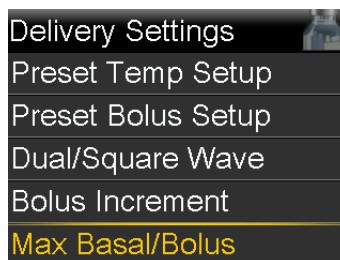 Delivery Settings
Preset Temp Setup
Preset Bolus Setup
Dual/Square Wave
Bolus Increment
Max Basal/Bolus